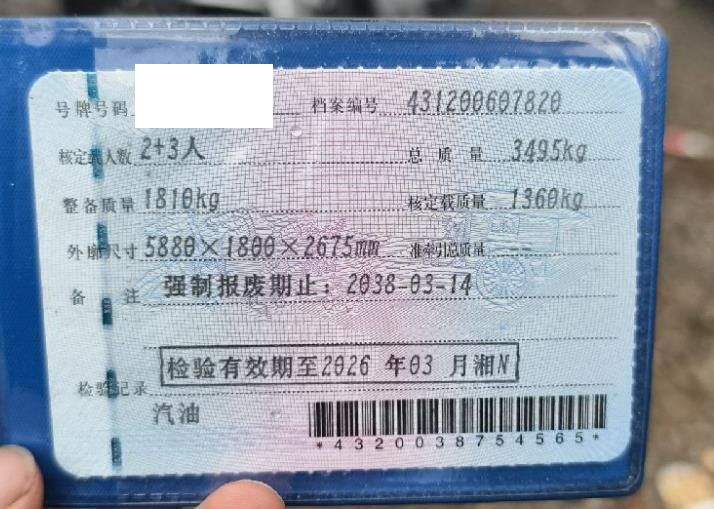 号牌号码 档案编号 431200607820
核定载人数 2+3人 总质量 3495kg
整备质量 1810kg 核定载质量 1360kg
外廓尺寸 5880×1800×2675mm 准牵引总质量
备注 强制报废期止：2038-03-14
检验有效期至2026 年03 月湘N
检验记录
汽油
*4320038754565*